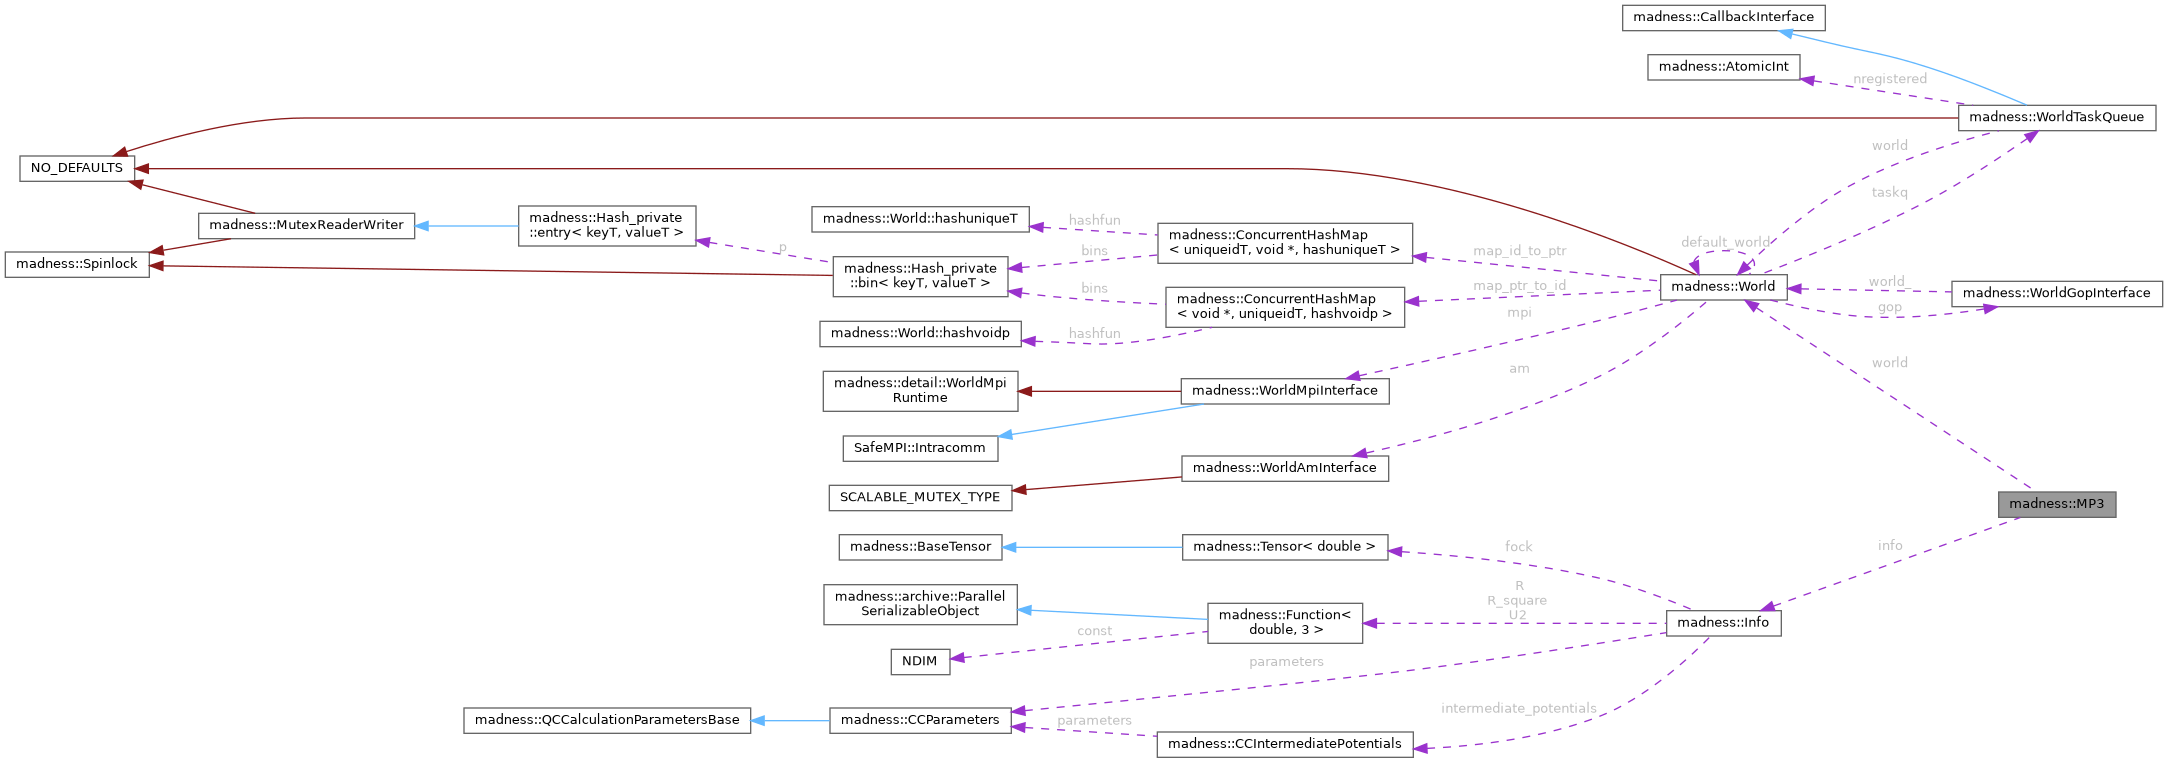 madness::CallbackInterface
madness::AtomicInt
nregistered
madness::WorldTaskQueue
world
NO_DEFAULTS
taskq
madness::MutexReaderWriter
madness::Hash_private
::entry< keyT, valueT >
madness::World::hashuniqueT
hashfun
madness::ConcurrentHashMap
< uniqueidT, void *, hashuniqueT >
p
bins
map_id_to_ptr
default_world
madness::Spinlock
madness::Hash_private
::bin< keyT, valueT >
bins
madness::ConcurrentHashMap
< void *, uniqueidT, hashvoidp >
map_ptr_to_id
madness::World
world_
gop
madness::WorldGopInterface
mpi
madness::World::hashvoidp
hashfun
am
world
madness::detail::WorldMpi
Runtime
madness::WorldMpiInterface
SafeMPI::Intracomm
madness::WorldAmInterface
SCALABLE_MUTEX_TYPE
madness::MP3
madness::BaseTensor
madness::Tensor< double >
fock
info
madness::archive::Parallel
SerializableObject
madness::Function<
double, 3 >
R
R_square
U2
madness::Info
const
NDIM
parameters
intermediate_potentials
madness::QCCalculationParametersBase
madness::CCParameters
parameters
madness::CCIntermediatePotentials